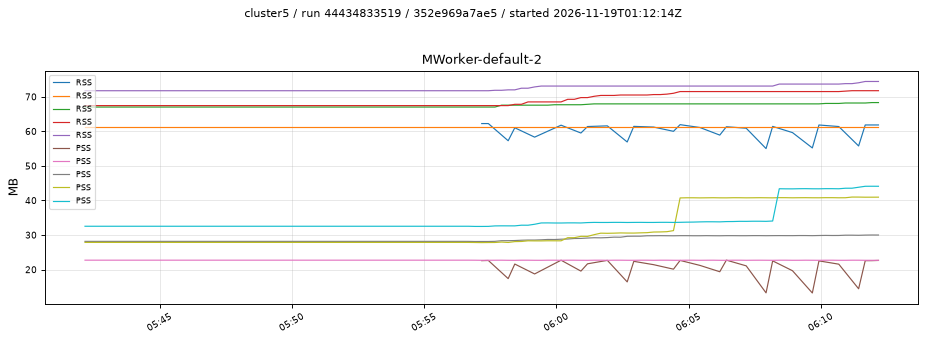 cluster5 / run 44434833519 / 352e969a7ae5 / started 2026-11-19T01:12:14Z
MWorker-default-2
MB
70
60
50
40
30
20
RSS
RSS
RSS
RSS
RSS
PSS
PSS
PSS
PSS
PSS
05:45
05:50
05:55
06:00
06:05
06:10